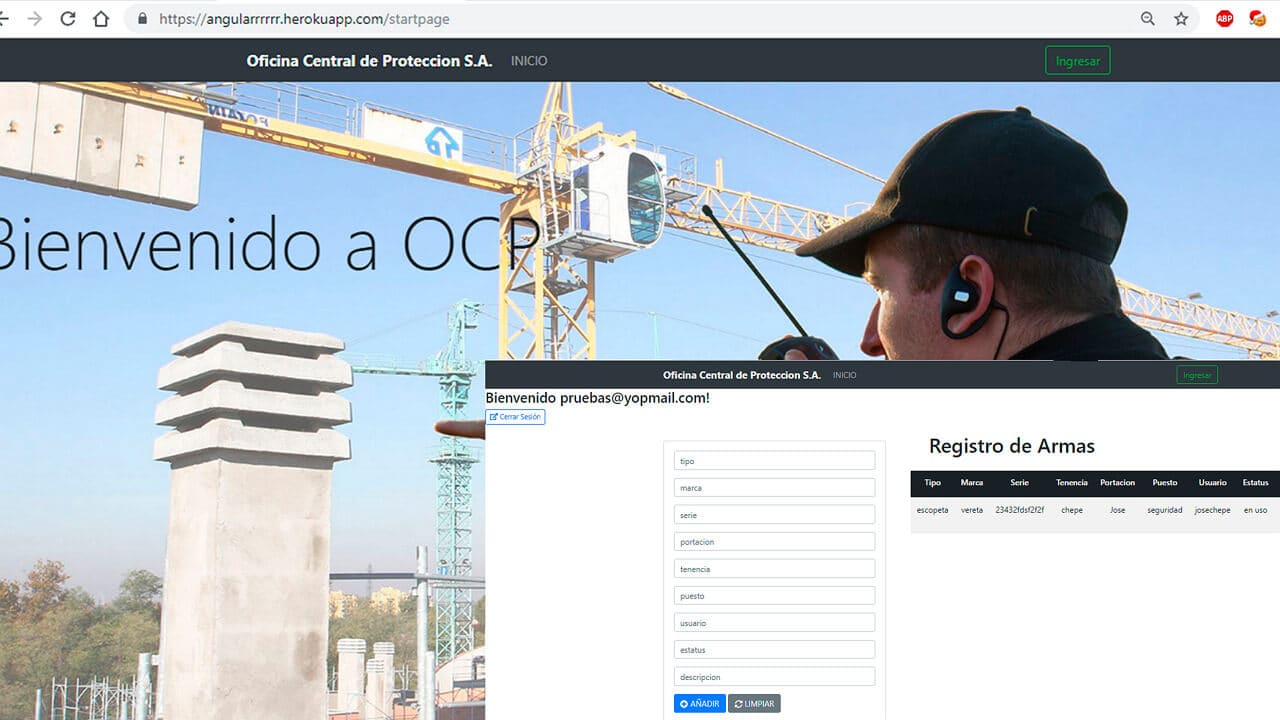 https://angularrrrrr.herokuapp.com/startpage
ABP
Oficina Central de Proteccion S.A. INICIO Ingresar
Bienvenido a OCP
Oficina Central de Proteccion S.A. INICIO Ingresar
Bienvenido pruebas@yopmail.com!
Cerrar Sesión
tipo
marca
serie
portacion
tenencia
puesto
usuario
estatus
descripcion
AÑADIR LIMPIAR
Registro de Armas
Tipo Marca Serie Tenencia Portacion Puesto Usuario Estatus
escopeta vereta 23432fdsf2f2f chepe Jose seguridad josechepe en uso